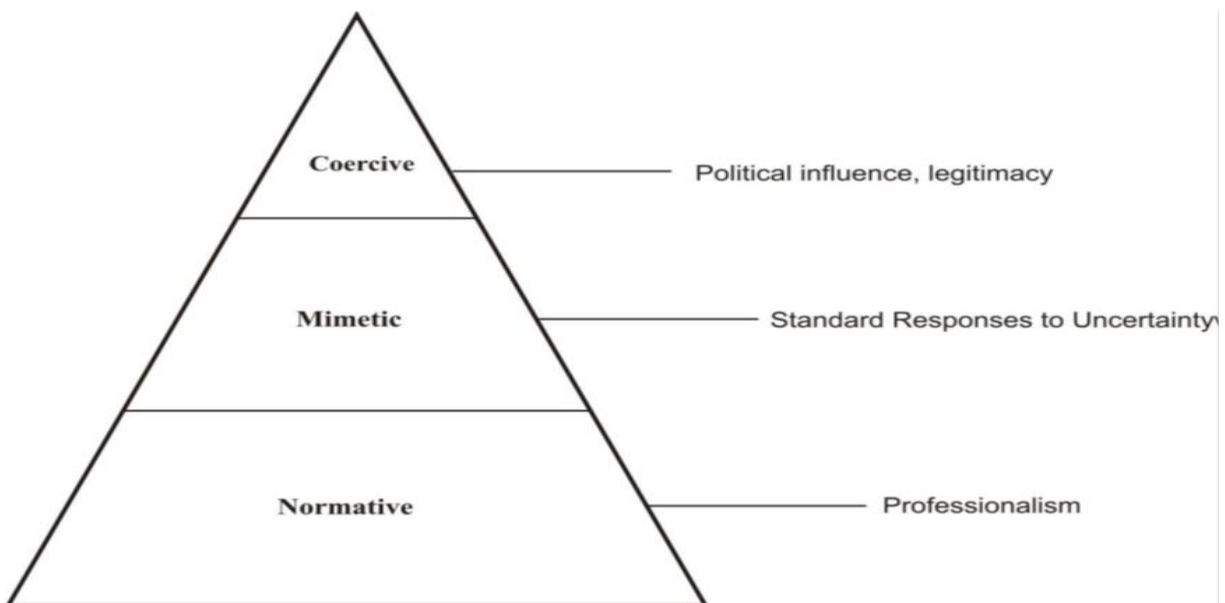 Coercive
Political influence, legitimacy
Mimetic
Standard Responses to Uncertainty
Normative
Professionalism